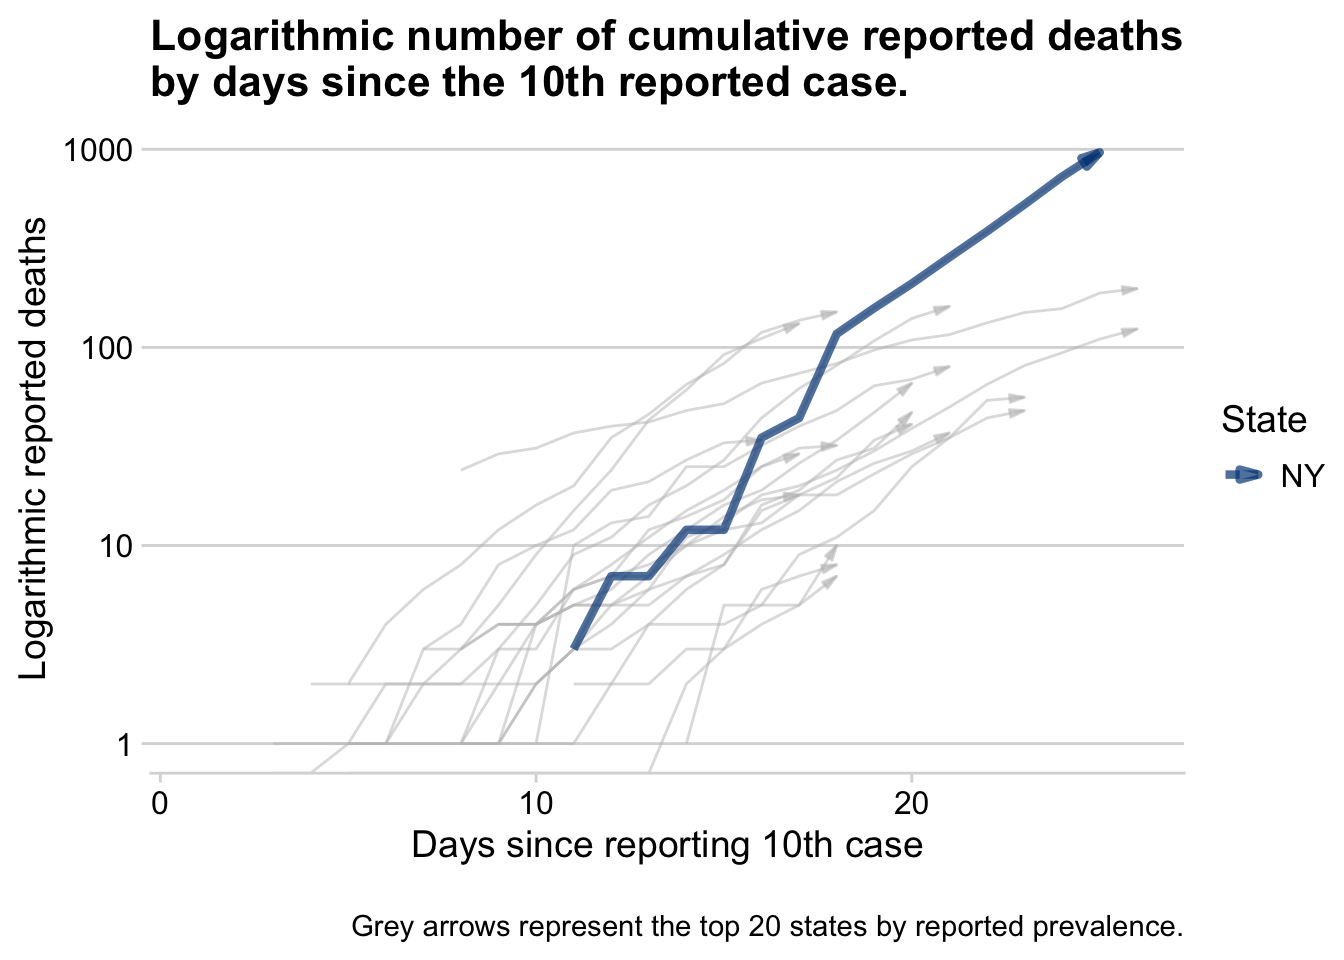 Logarithmic number of cumulative reported deaths
by days since the 10th reported case.
Logarithmic reported deaths
1000
100
10
1
0
10
20
Days since reporting 10th case
State
NY
Grey arrows represent the top 20 states by reported prevalence.